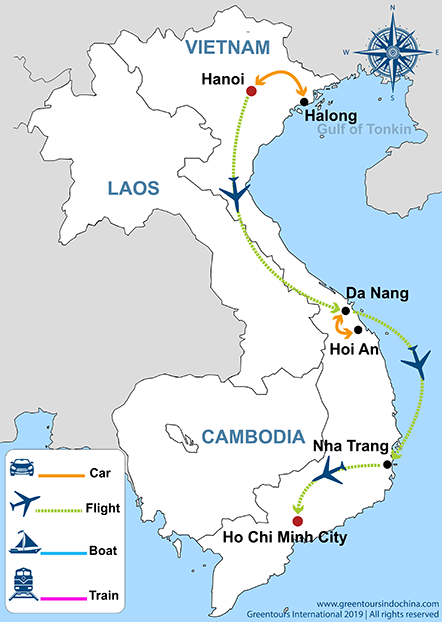 N
W
E
S
VIETNAM
Hanoi
Halong
Gulf of Tonkin
LAOS
Da Nang
Hoi An
CAMBODIA
Nha Trang
Ho Chi Minh City
Car
Flight
Boat
Train
www.greentoursindochina.com
Greentours International 2019 | All rights reserved